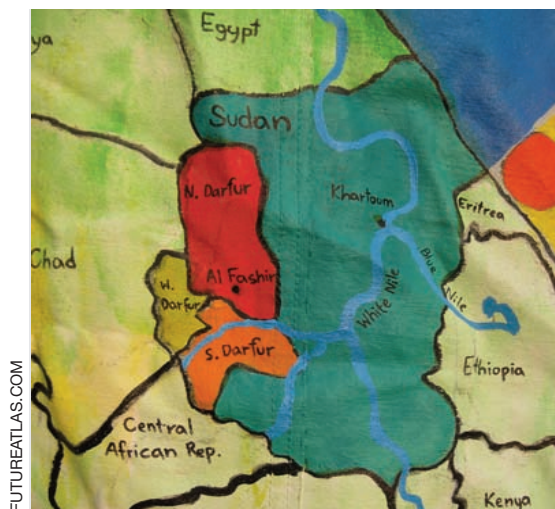 Egypt
ya
Sudan
N. Darfur
Khartoum
Eritrea
Chad
Al Fashir
W.
Darfur
White Nile
Blue
Nile
S. Darfur
Ethiopia
Central
African Rep.
Kenya
FUTUREATLAS.COM